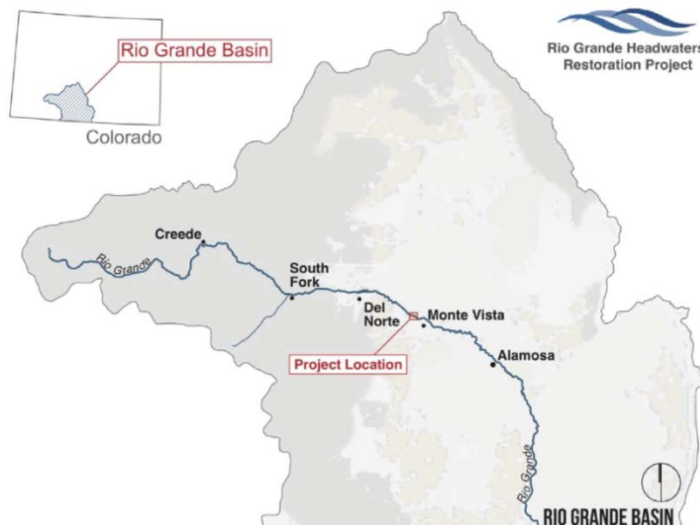 Rio Grande Basin
Colorado
Rio Grande Headwaters
Restoration Project
Creede
Rio Grande
South
Fork
Del
Norte
Monte Vista
Project Location
Alamosa
Rio Grande
RIO GRANDE BASIN